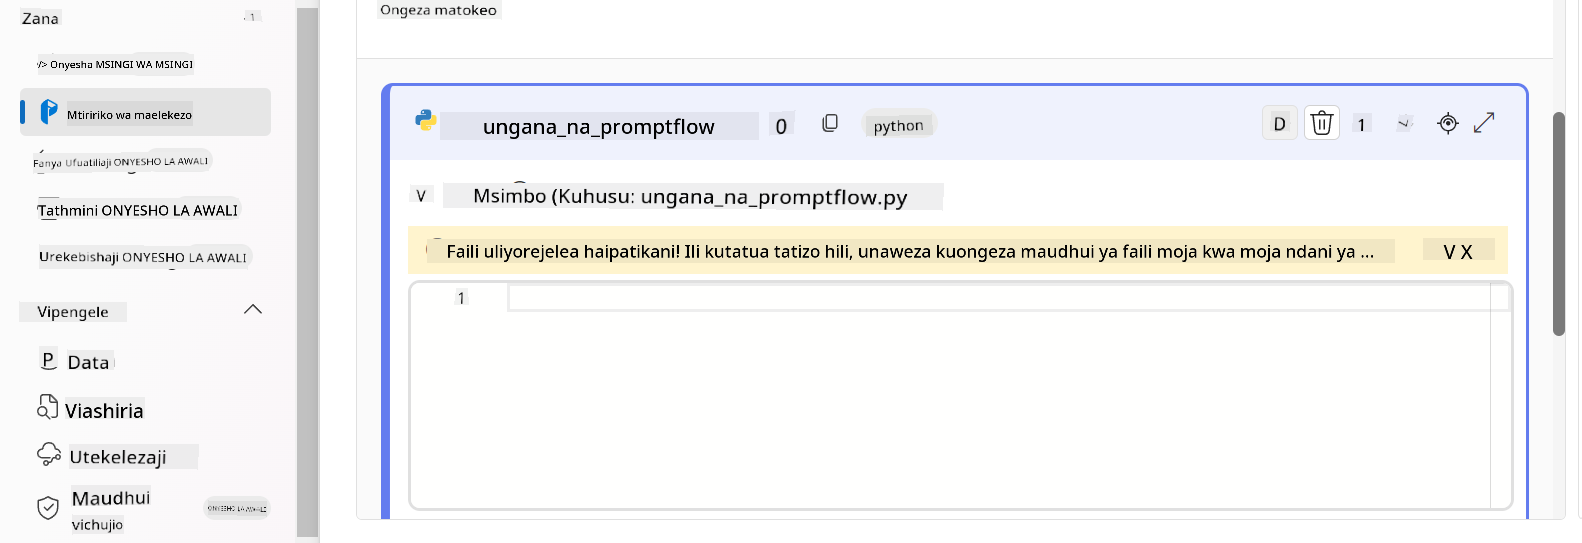 Zana
</> Onyesha MSINGI WA MSINGI
Mtiririko wa maelekezo
Fanya Ufuatiliaji ONYESHO LA AWALI
Tathmini ONYESHO LA AWALI
Urekebishaji ONYESHO LA AWALI
Vipengele
P Data
Viashiria
Utekelezaji
Maudhui
vichujio
ONYESHO LA AWALI
Ongeza matokeo
ungana_na_promptflow 0 python D 1
V Msimbo (Kuhusu: ungana_na_promptflow.py
Faili uliyorejelea haipatikani! Ili kutatua tatizo hili, unaweza kuongeza maudhui ya faili moja kwa moja ndani ya ... V X
1